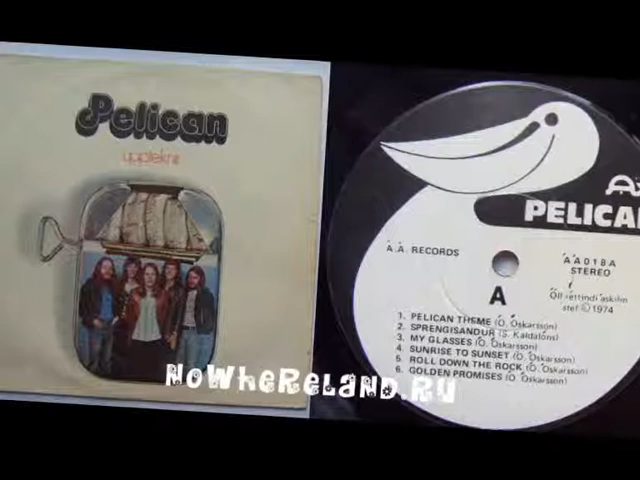 Pelican
uppteknir
A.A. RECORDS
PELICAN
AA 018 A
STEREO
A
Öll réttindi áskilin
© 1974
1. PELICAN THEME (Ó. Óskarsson)
2. SPRENGISANDUR (S. Kaldalóns)
3. MY GLASSES (Ó. Óskarsson)
4. SUNRISE TO SUNSET (Ó. Óskarsson)
5. ROLL DOWN THE ROCK (Ó. Óskarsson)
6. GOLDEN PROMISES (Ó. Óskarsson)
NOWHERELAND.RU